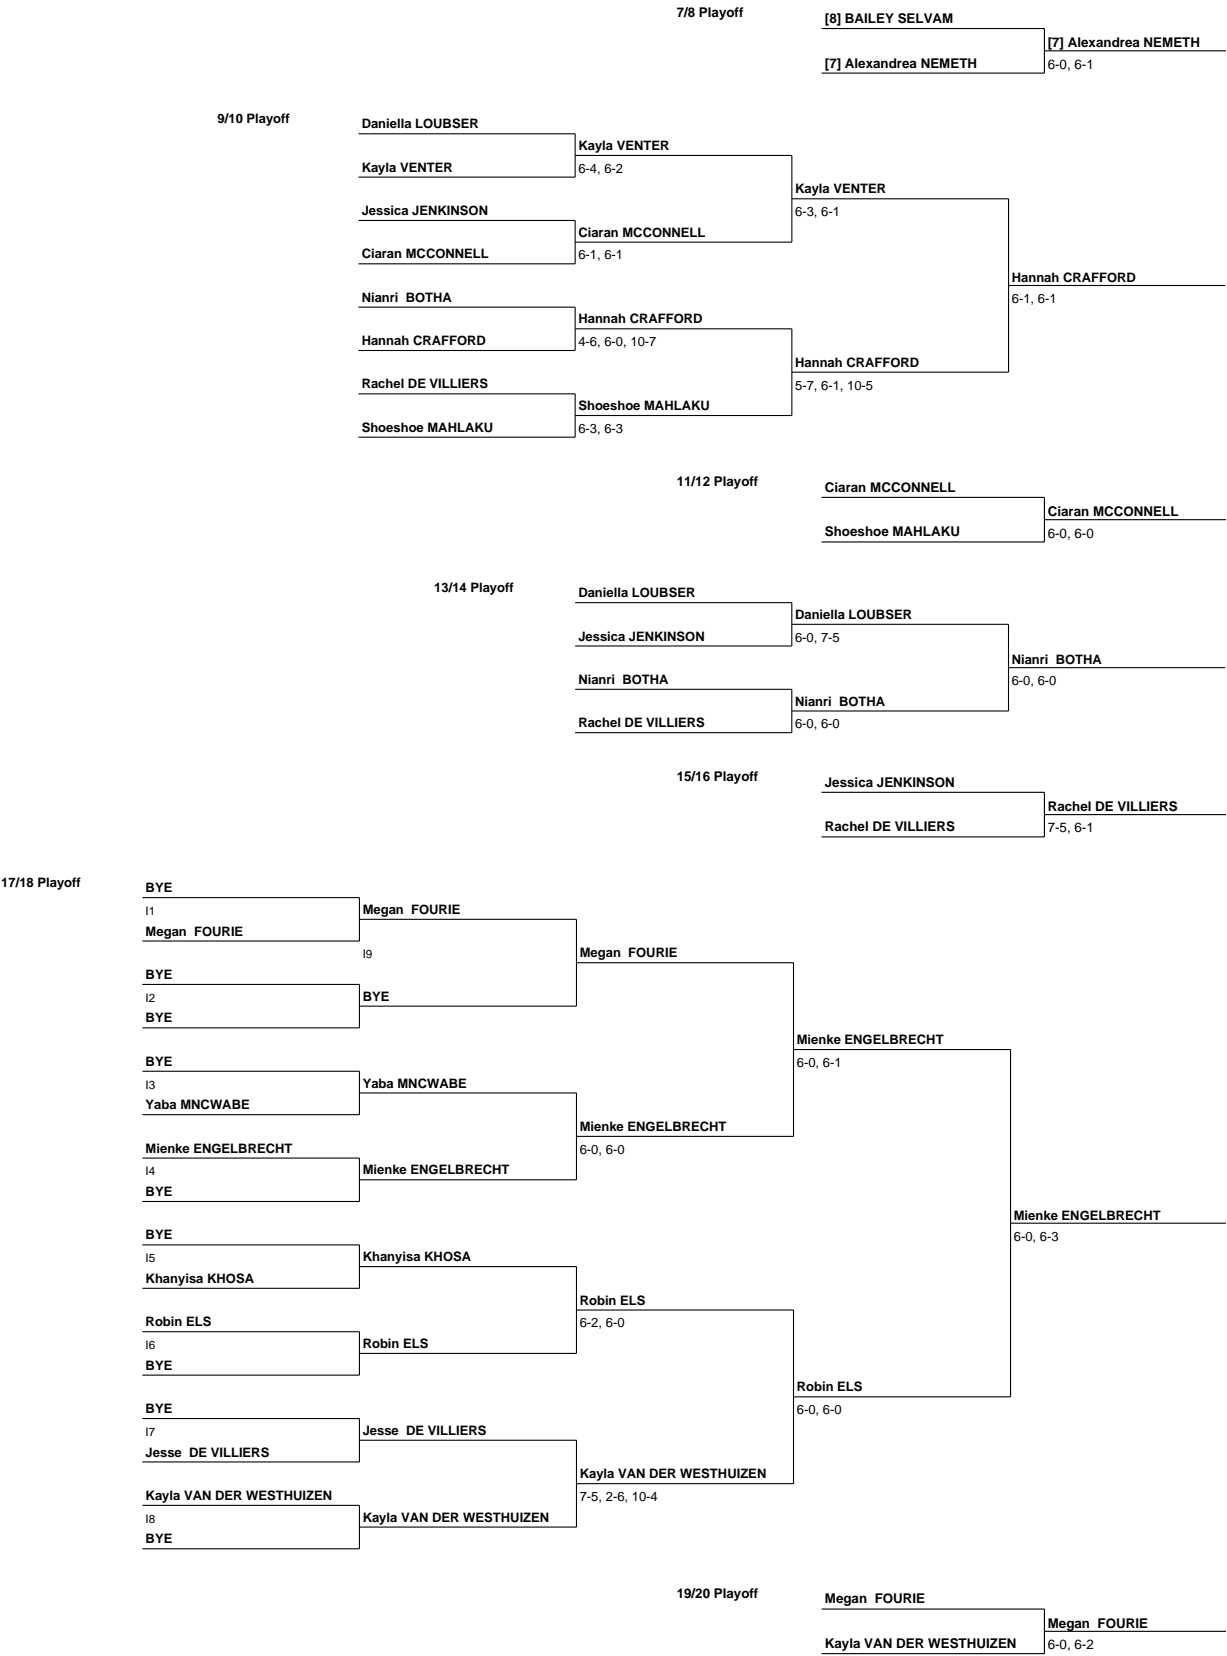 7/8 Playoff
[8] BAILEY SELVAM
[7] Alexandrea NEMETH
[7] Alexandrea NEMETH
6-0, 6-1
9/10 Playoff
Daniella LOUBSER
Kayla VENTER
Kayla VENTER
6-4, 6-2
Kayla VENTER
6-3, 6-1
Jessica JENKINSON
Ciaran MCCONNELL
Ciaran MCCONNELL
6-1, 6-1
Hannah CRAFFORD
6-1, 6-1
Nianri BOTHA
Hannah CRAFFORD
Hannah CRAFFORD
4-6, 6-0, 10-7
Hannah CRAFFORD
5-7, 6-1, 10-5
Rachel DE VILLIERS
Shoeshoe MAHLAKU
Shoeshoe MAHLAKU
6-3, 6-3
11/12 Playoff
Ciaran MCCONNELL
Ciaran MCCONNELL
Shoeshoe MAHLAKU
6-0, 6-0
13/14 Playoff
Daniella LOUBSER
Daniella LOUBSER
Jessica JENKINSON
6-0, 7-5
Nianri BOTHA
6-0, 6-0
Nianri BOTHA
Nianri BOTHA
Rachel DE VILLIERS
6-0, 6-0
15/16 Playoff
Jessica JENKINSON
Rachel DE VILLIERS
Rachel DE VILLIERS
7-5, 6-1
17/18 Playoff
BYE
I1
Megan FOURIE
Megan FOURIE
I9
Megan FOURIE
BYE
I2
BYE
BYE
Mienke ENGELBRECHT
6-0, 6-1
BYE
I3
Yaba MNCWABE
Yaba MNCWABE
Mienke ENGELBRECHT
6-0, 6-0
Mienke ENGELBRECHT
I4
Mienke ENGELBRECHT
BYE
Mienke ENGELBRECHT
6-0, 6-3
BYE
I5
Khanyisa KHOSA
Khanyisa KHOSA
Robin ELS
6-2, 6-0
Robin ELS
I6
Robin ELS
BYE
Robin ELS
6-0, 6-0
BYE
I7
Jesse DE VILLIERS
Jesse DE VILLIERS
Kayla VAN DER WESTHUIZEN
7-5, 2-6, 10-4
Kayla VAN DER WESTHUIZEN
I8
Kayla VAN DER WESTHUIZEN
BYE
19/20 Playoff
Megan FOURIE
Megan FOURIE
Kayla VAN DER WESTHUIZEN
6-0, 6-2